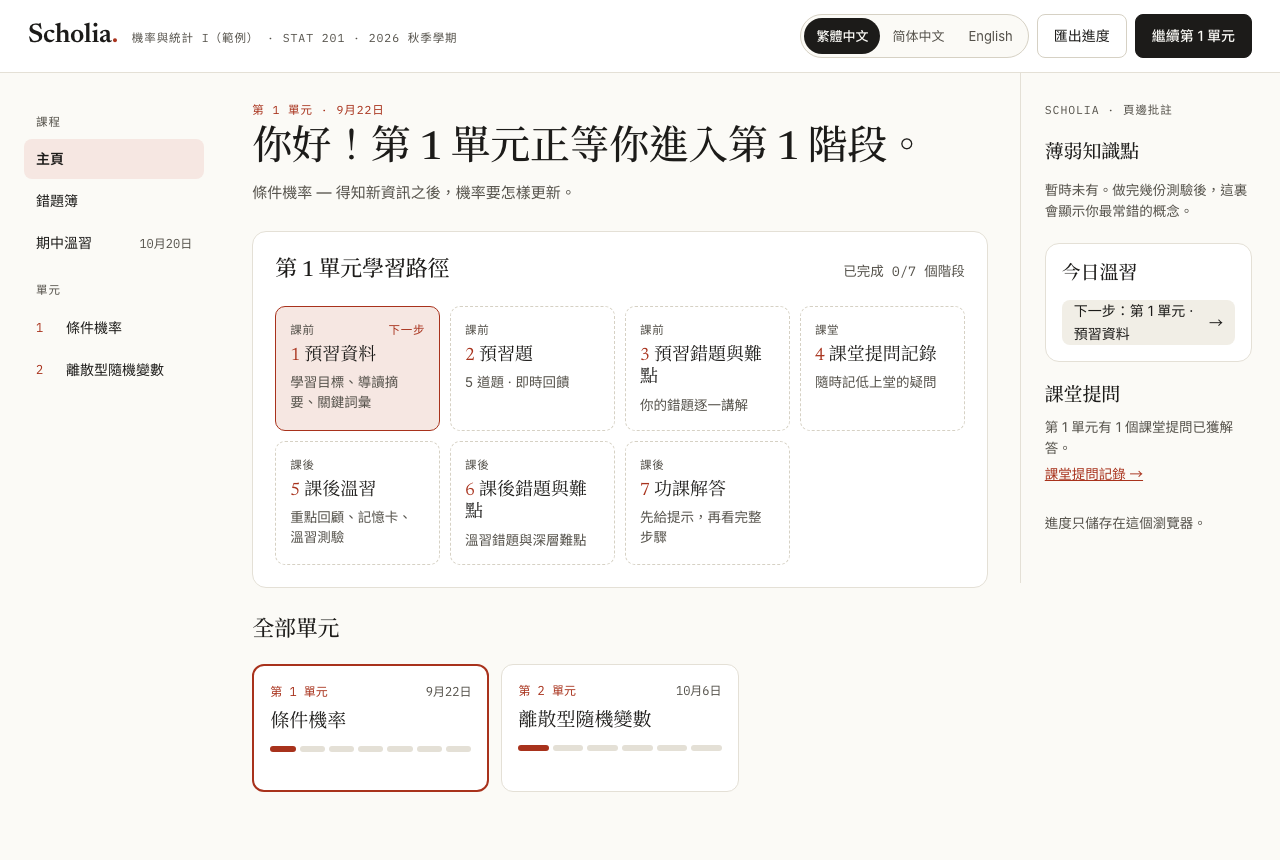 Scholia.
機率與統計 I（範例） · STAT 201 · 2026 秋季學期
繁體中文
简体中文
English
匯出進度
繼續第 1 單元
課程
主頁
錯題簿
期中溫習 10月20日
單元
1 條件機率
2 離散型隨機變數
第 1 單元 · 9月22日
你好！第 1 單元正等你進入第 1 階段。
條件機率 — 得知新資訊之後，機率要怎樣更新。
第 1 單元學習路徑
已完成 0/7 個階段
課前 下一步
1 預習資料
學習目標、導讀摘
要、關鍵詞彙
課前
2 預習題
5 道題 · 即時回饋
課前
3 預習錯題與難
點
你的錯題逐一講解
課堂
4 課堂提問記錄
隨時記低上堂的疑問
課後
5 課後溫習
重點回顧、記憶卡、
溫習測驗
課後
6 課後錯題與難
點
溫習錯題與深層難點
課後
7 功課解答
先給提示，再看完整
步驟
全部單元
第 1 單元 9月22日
條件機率
第 2 單元 10月6日
離散型隨機變數
SCHOLIA · 頁邊批註
薄弱知識點
暫時未有。做完幾份測驗後，這裏
會顯示你最常錯的概念。
今日溫習
下一步：第 1 單元 ·
預習資料 →
課堂提問
第 1 單元有 1 個課堂提問已獲解
答。
課堂提問記錄 →
進度只儲存在這個瀏覽器。